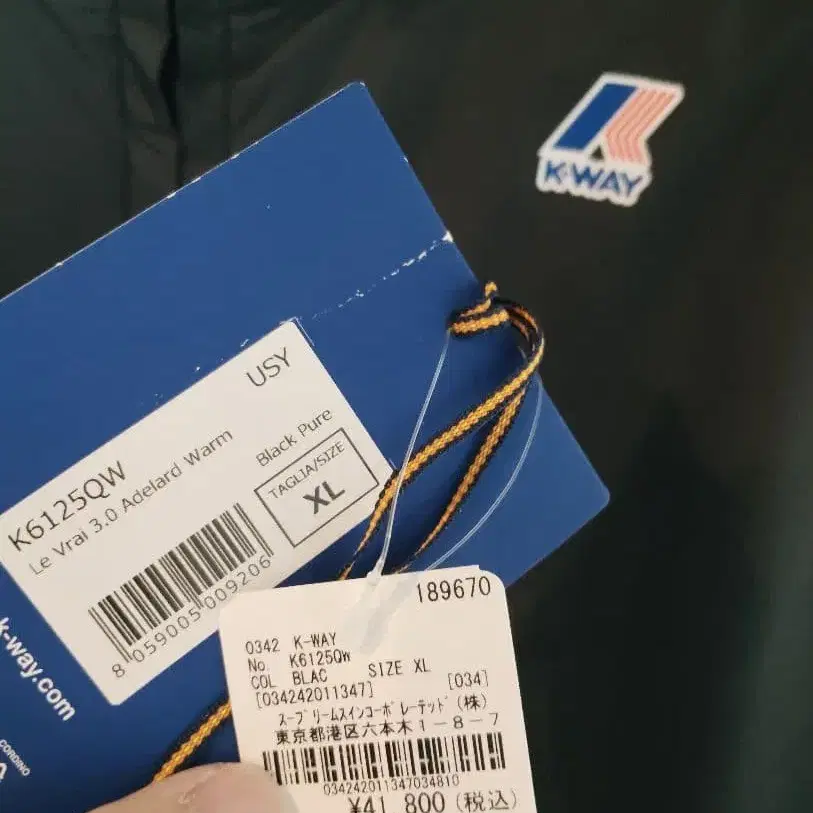 K-WAY
USY
K6125QW
Le Vrai 3.0 Adelard Warm
Black Pure
TAGLIA/SIZE
XL
8 059005 009206
k-way.com
CORDINO
189670
0342 K-WAY
No. K6125QW
COL BLAC SIZE XL
[034242011347] [034]
スープリームスインコーポレーテッド(株)
東京都港区六本木1-8-7
034242011347034810
¥41,800(税込)